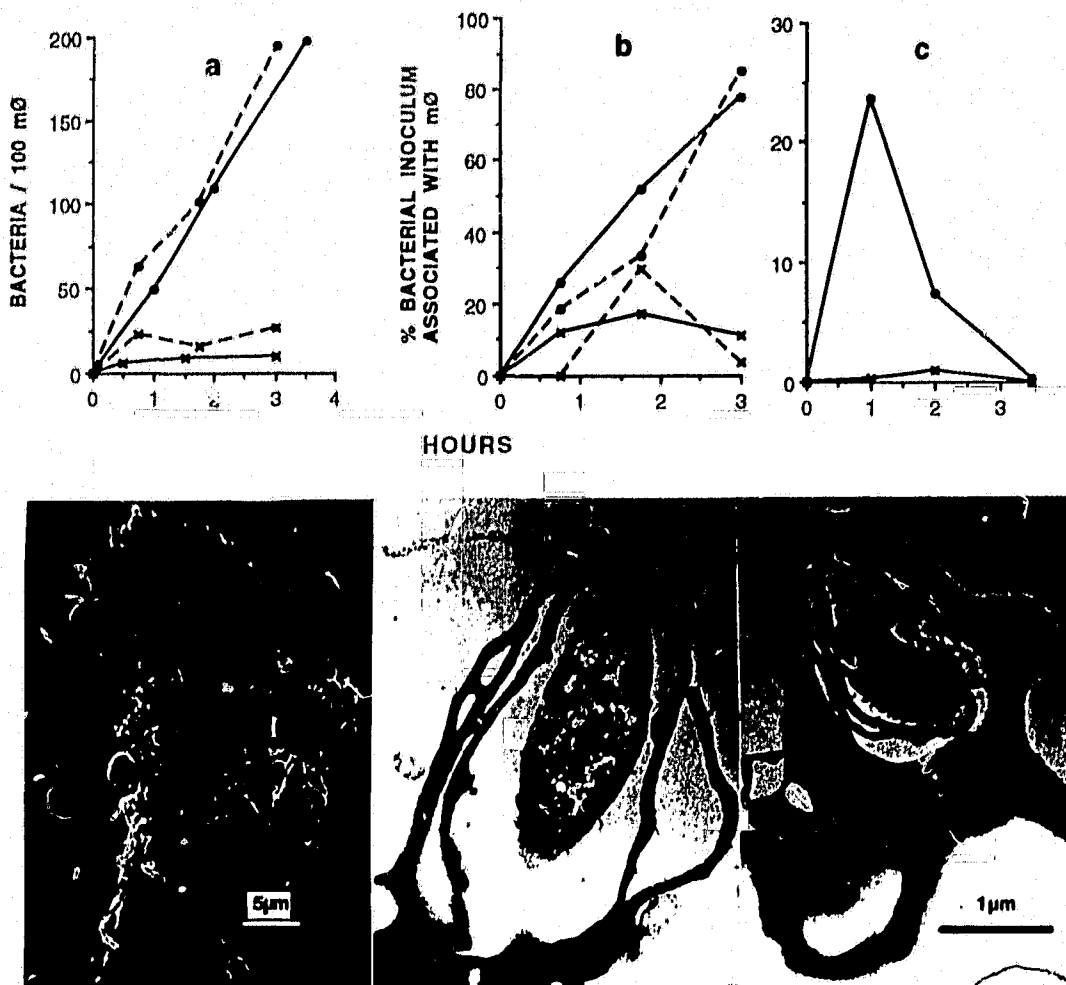 a
BACTERIA / 100 mØ
200
150
100
50
0
0 1 2 3 4
b
% BACTERIAL INOCULUM
ASSOCIATED WITH mØ
100
80
60
40
20
0
0 1 2 3
c
30
20
10
0
0 1 2 3
HOURS
5µm
1µm